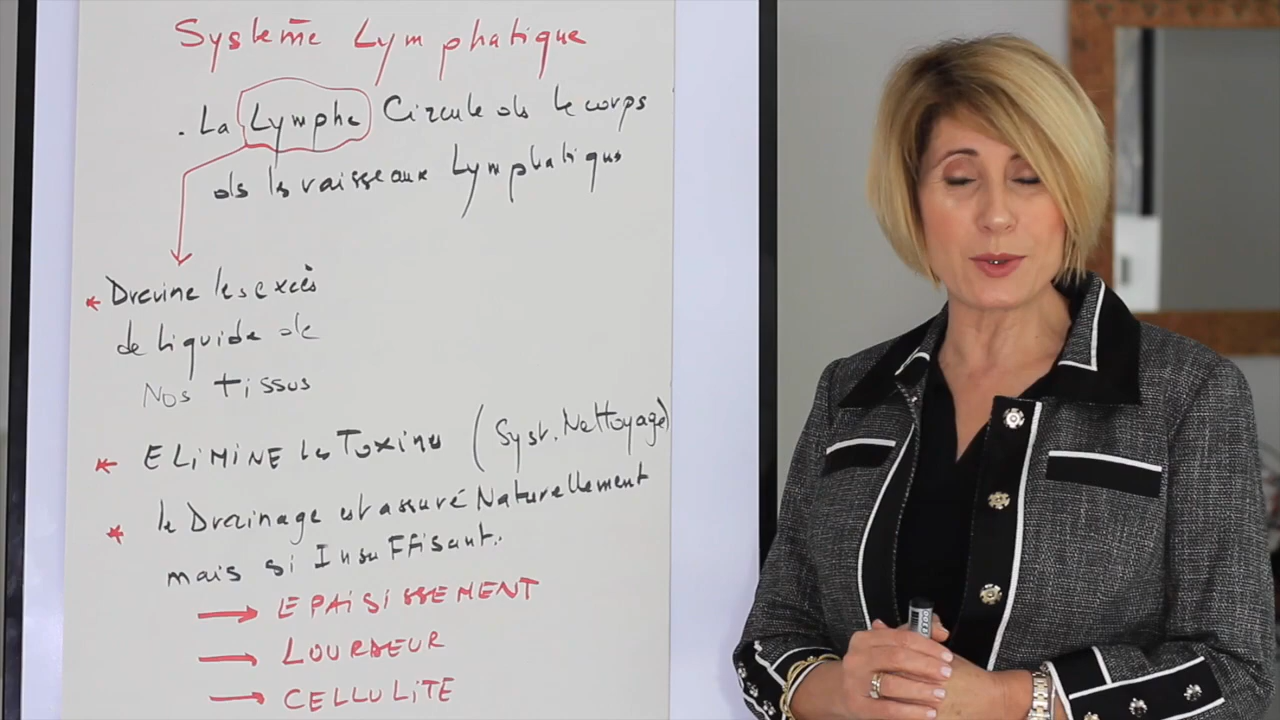 Système Lymphatique
. La Lymphe Circule ds le corps
ds les vaisseaux Lymphatiques
* Draine les excès
de liquide de
Nos tissus
* ELIMINE les Toxines (Syst. Nettoyage)
* le Drainage est assuré Naturellement
mais si Insuffisant..
→ EPAISISSEMENT
→ LOURDEUR
→ CELLULITE